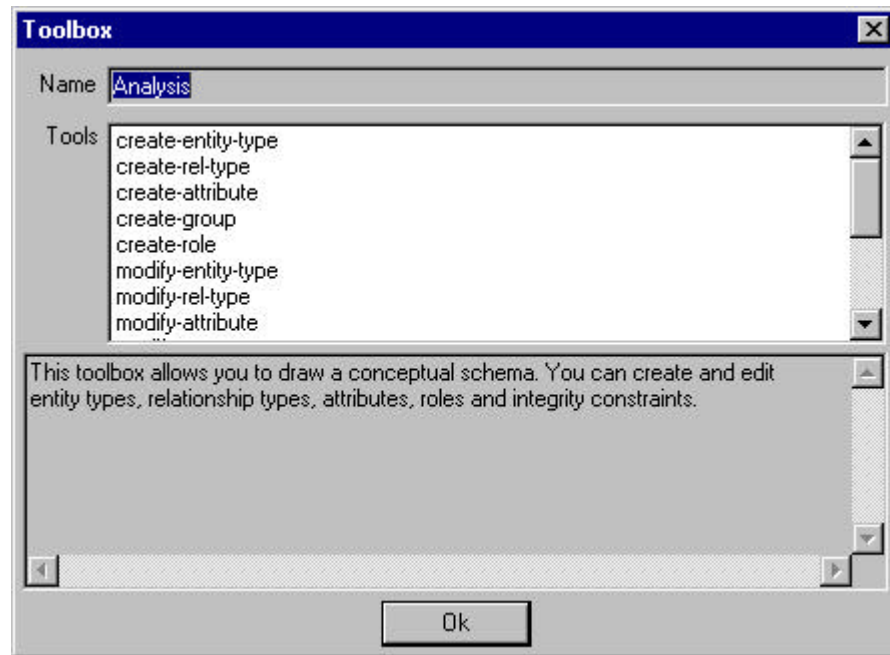 Toolbox
Name Analysis
Tools create-entity-type
create-rel-type
create-attribute
create-group
create-role
modify-entity-type
modify-rel-type
modify-attribute
This toolbox allows you to draw a conceptual schema. You can create and edit
entity types, relationship types, attributes, roles and integrity constraints.
Ok